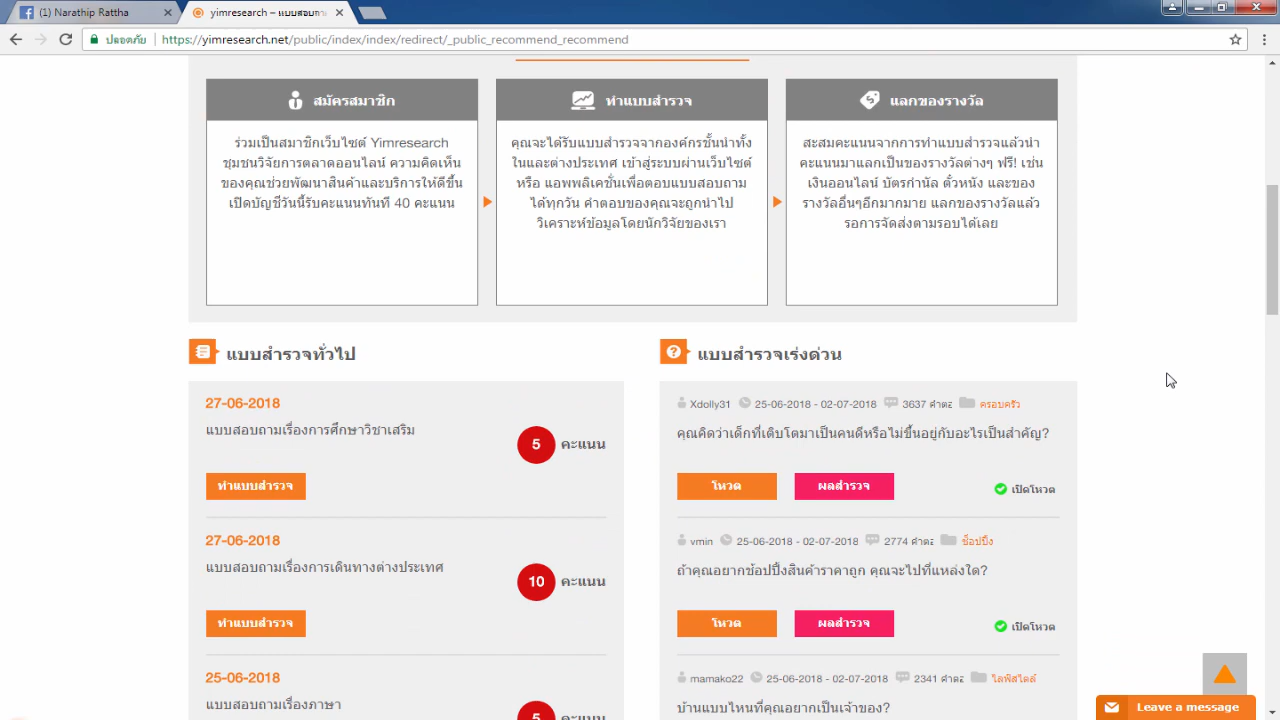 (1) Narathip Rattha
yimresearch – แบบสอบถาม
ปลอดภัย
https://yimresearch.net/public/index/index/redirect/_public_recommend_recommend
สมัครสมาชิก
ร่วมเป็นสมาชิกเว็บไซต์ Yimresearch
ชุมชนวิจัยการตลาดออนไลน์ ความคิดเห็น
ของคุณช่วยพัฒนาสินค้าและบริการให้ดีขึ้น
เปิดบัญชีวันนี้รับคะแนนทันที 40 คะแนน
ทำแบบสำรวจ
คุณจะได้รับแบบสำรวจจากองค์กรชั้นนำทั้ง
ในและต่างประเทศ เข้าสู่ระบบผ่านเว็บไซต์
หรือ แอพพลิเคชั่นเพื่อตอบแบบสอบถาม
ได้ทุกวัน คำตอบของคุณจะถูกนำไป
วิเคราะห์ข้อมูลโดยนักวิจัยของเรา
แลกของรางวัล
สะสมคะแนนจากการทำแบบสำรวจแล้วนำ
คะแนนมาแลกเป็นของรางวัลต่างๆ ฟรี! เช่น
เงินออนไลน์ บัตรกำนัล ตั๋วหนัง และของ
รางวัลอื่นๆอีกมากมาย แลกของรางวัลแล้ว
รอการจัดส่งตามรอบได้เลย
แบบสำรวจทั่วไป
27-06-2018
แบบสอบถามเรื่องการศึกษาวิชาเสริม
5 คะแนน
ทำแบบสำรวจ
27-06-2018
แบบสอบถามเรื่องการเดินทางต่างประเทศ
10 คะแนน
ทำแบบสำรวจ
25-06-2018
แบบสอบถามเรื่องภาษา
5 คะแนน
แบบสำรวจเร่งด่วน
Xdolly31 25-06-2018 - 02-07-2018 3637 คำตอ ครอบครัว
คุณคิดว่าเด็กที่เติบโตมาเป็นคนดีหรือไม่ขึ้นอยู่กับอะไรเป็นสำคัญ?
โหวต ผลสำรวจ เปิดโหวต
vmin 25-06-2018 - 02-07-2018 2774 คำตอ ช็อปปิ้ง
ถ้าคุณอยากช้อปปิ้งสินค้าราคาถูก คุณจะไปที่แหล่งใด?
โหวต ผลสำรวจ เปิดโหวต
mamako22 25-06-2018 - 02-07-2018 2341 คำตอ ไลฟ์สไตล์
บ้านแบบไหนที่คุณอยากเป็นเจ้าของ?
Leave a message